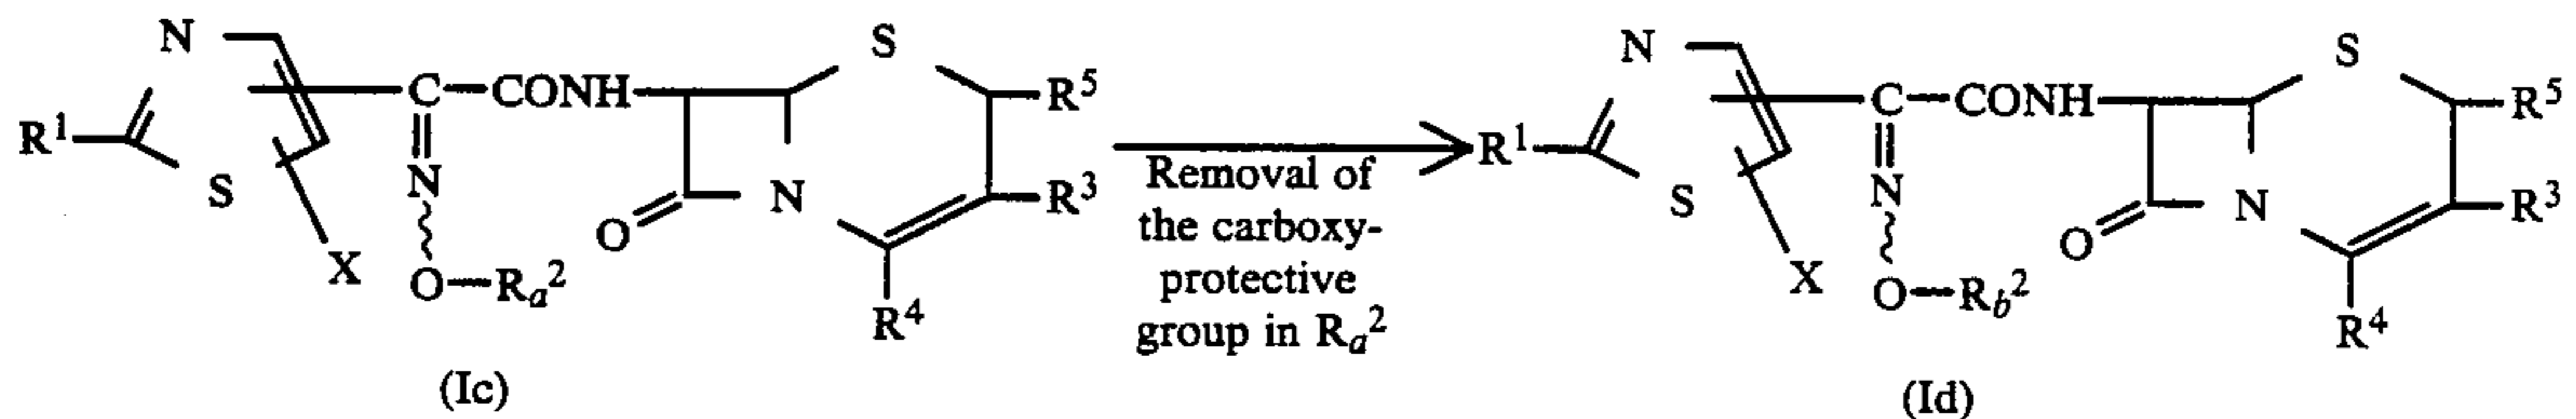 N S C—CONH R⁵ R¹ S N O N R³ X O—Rₐ² R⁴
(Ic)
Removal of
the carboxy-
protective
group in Rₐ²
N S C—CONH R⁵ R¹ S N O N R³ X O—R_b² R⁴
(Id)